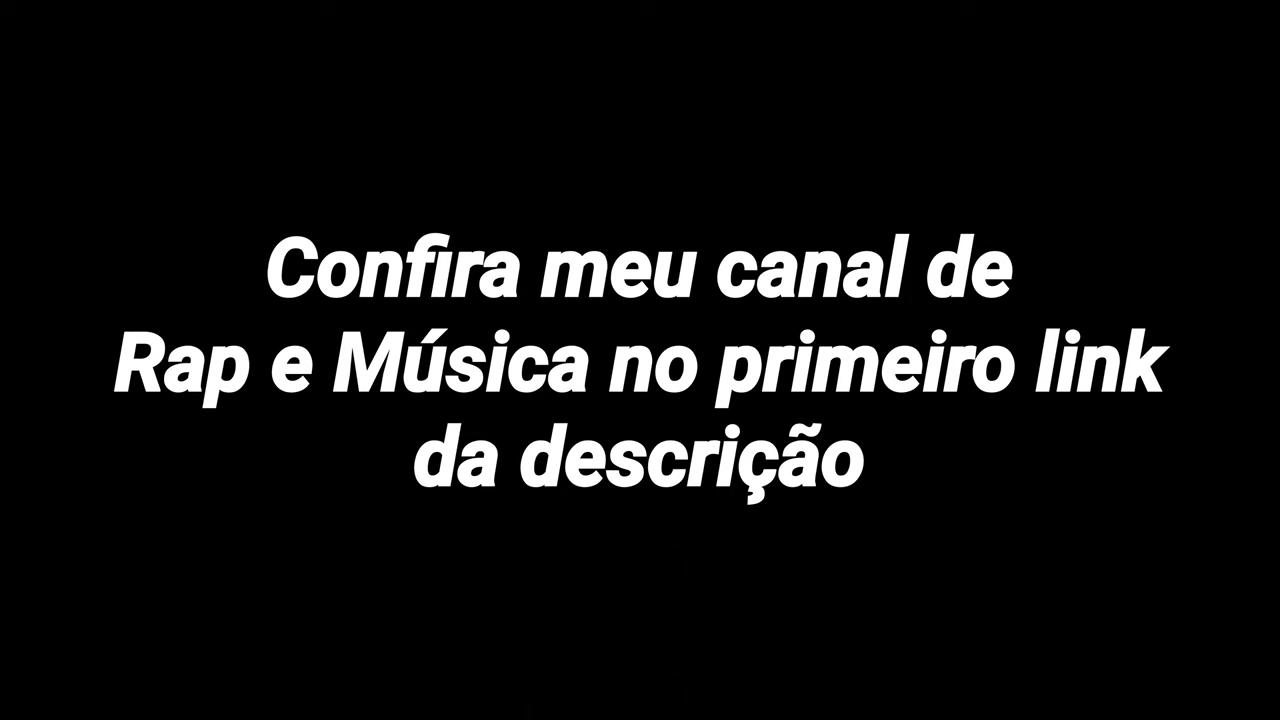 Confira meu canal de
Rap e Música no primeiro link
da descrição